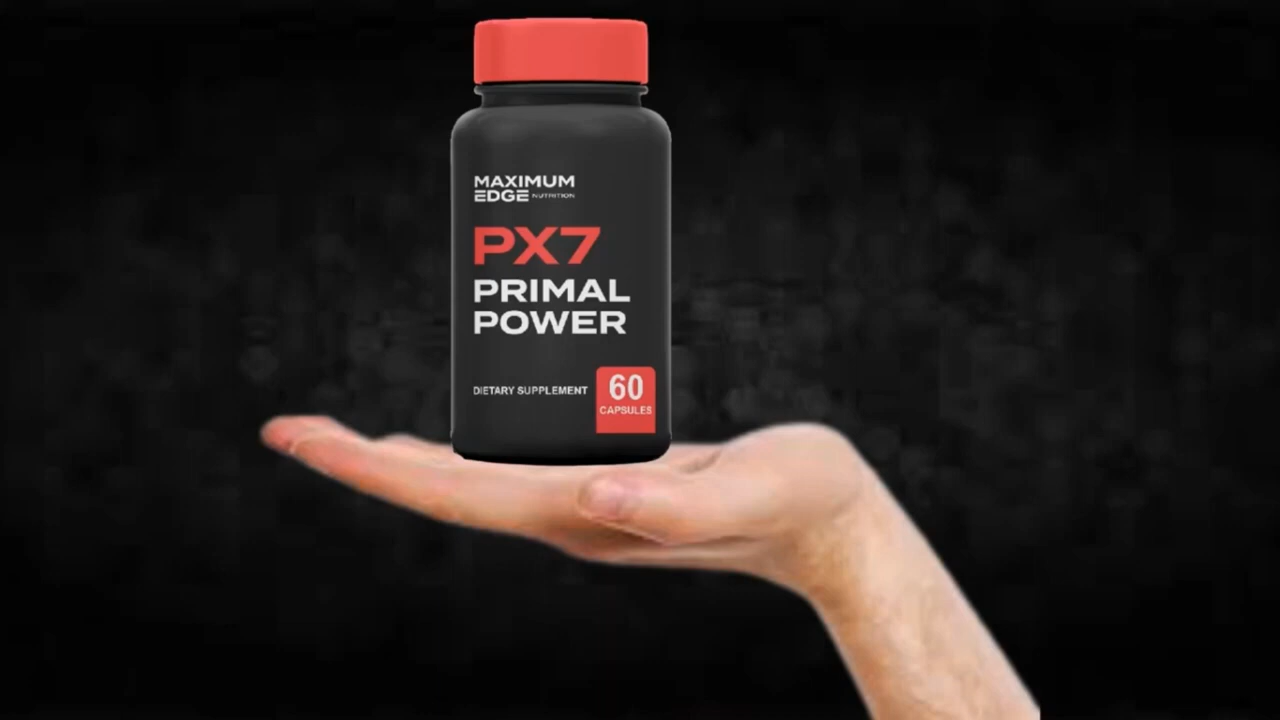 MAXIMUM
EDGE NUTRITION
PX7
PRIMAL
POWER
DIETARY SUPPLEMENT
60
CAPSULES